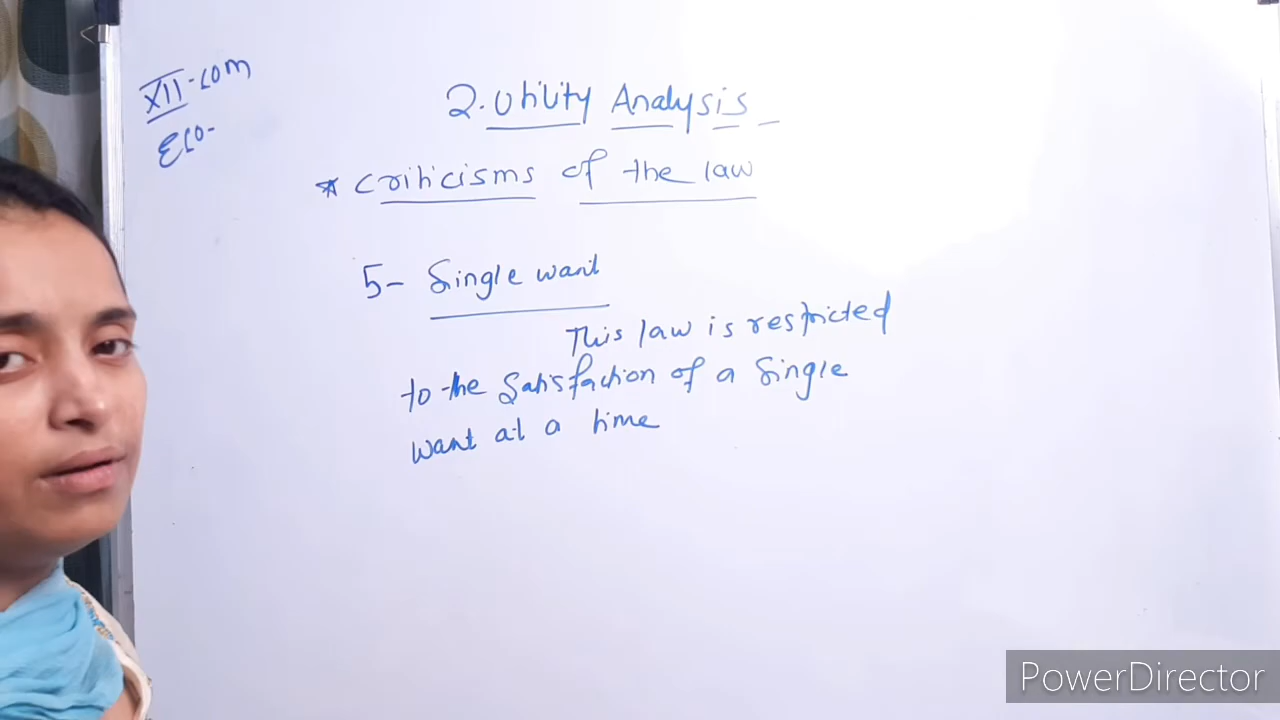 XII-com
Eco-
2. Utility Analysis
* Criticisms of the law
5- Single want
This law is restricted
to the Satisfaction of a Single
want at a time
PowerDirector